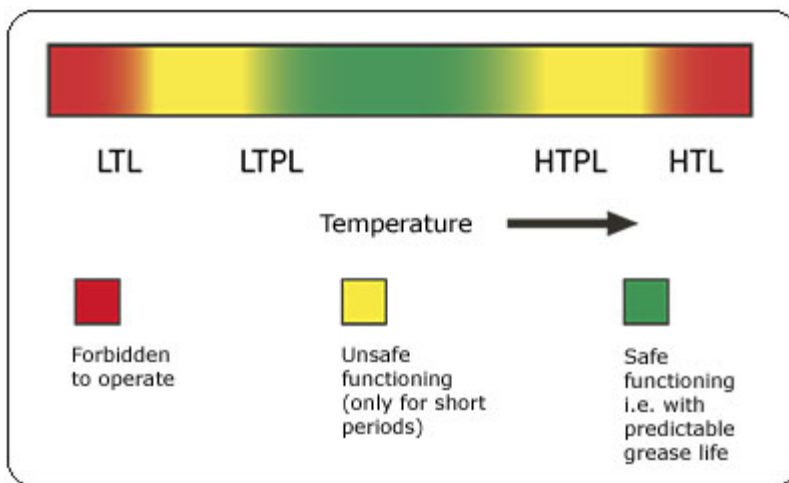 LTL LTPL HTPL HTL
Temperature
Forbidden
to operate
Unsafe
functioning
(only for short
periods)
Safe
functioning
i.e. with
predictable
grease life